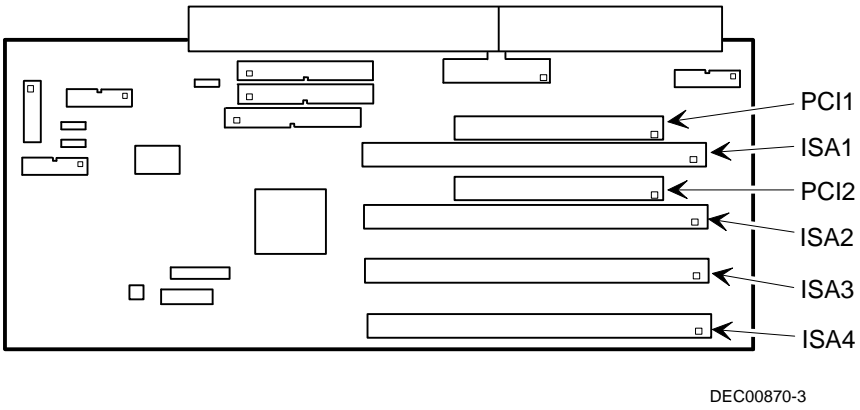 PCI1
ISA1
PCI2
ISA2
ISA3
ISA4
DEC00870-3